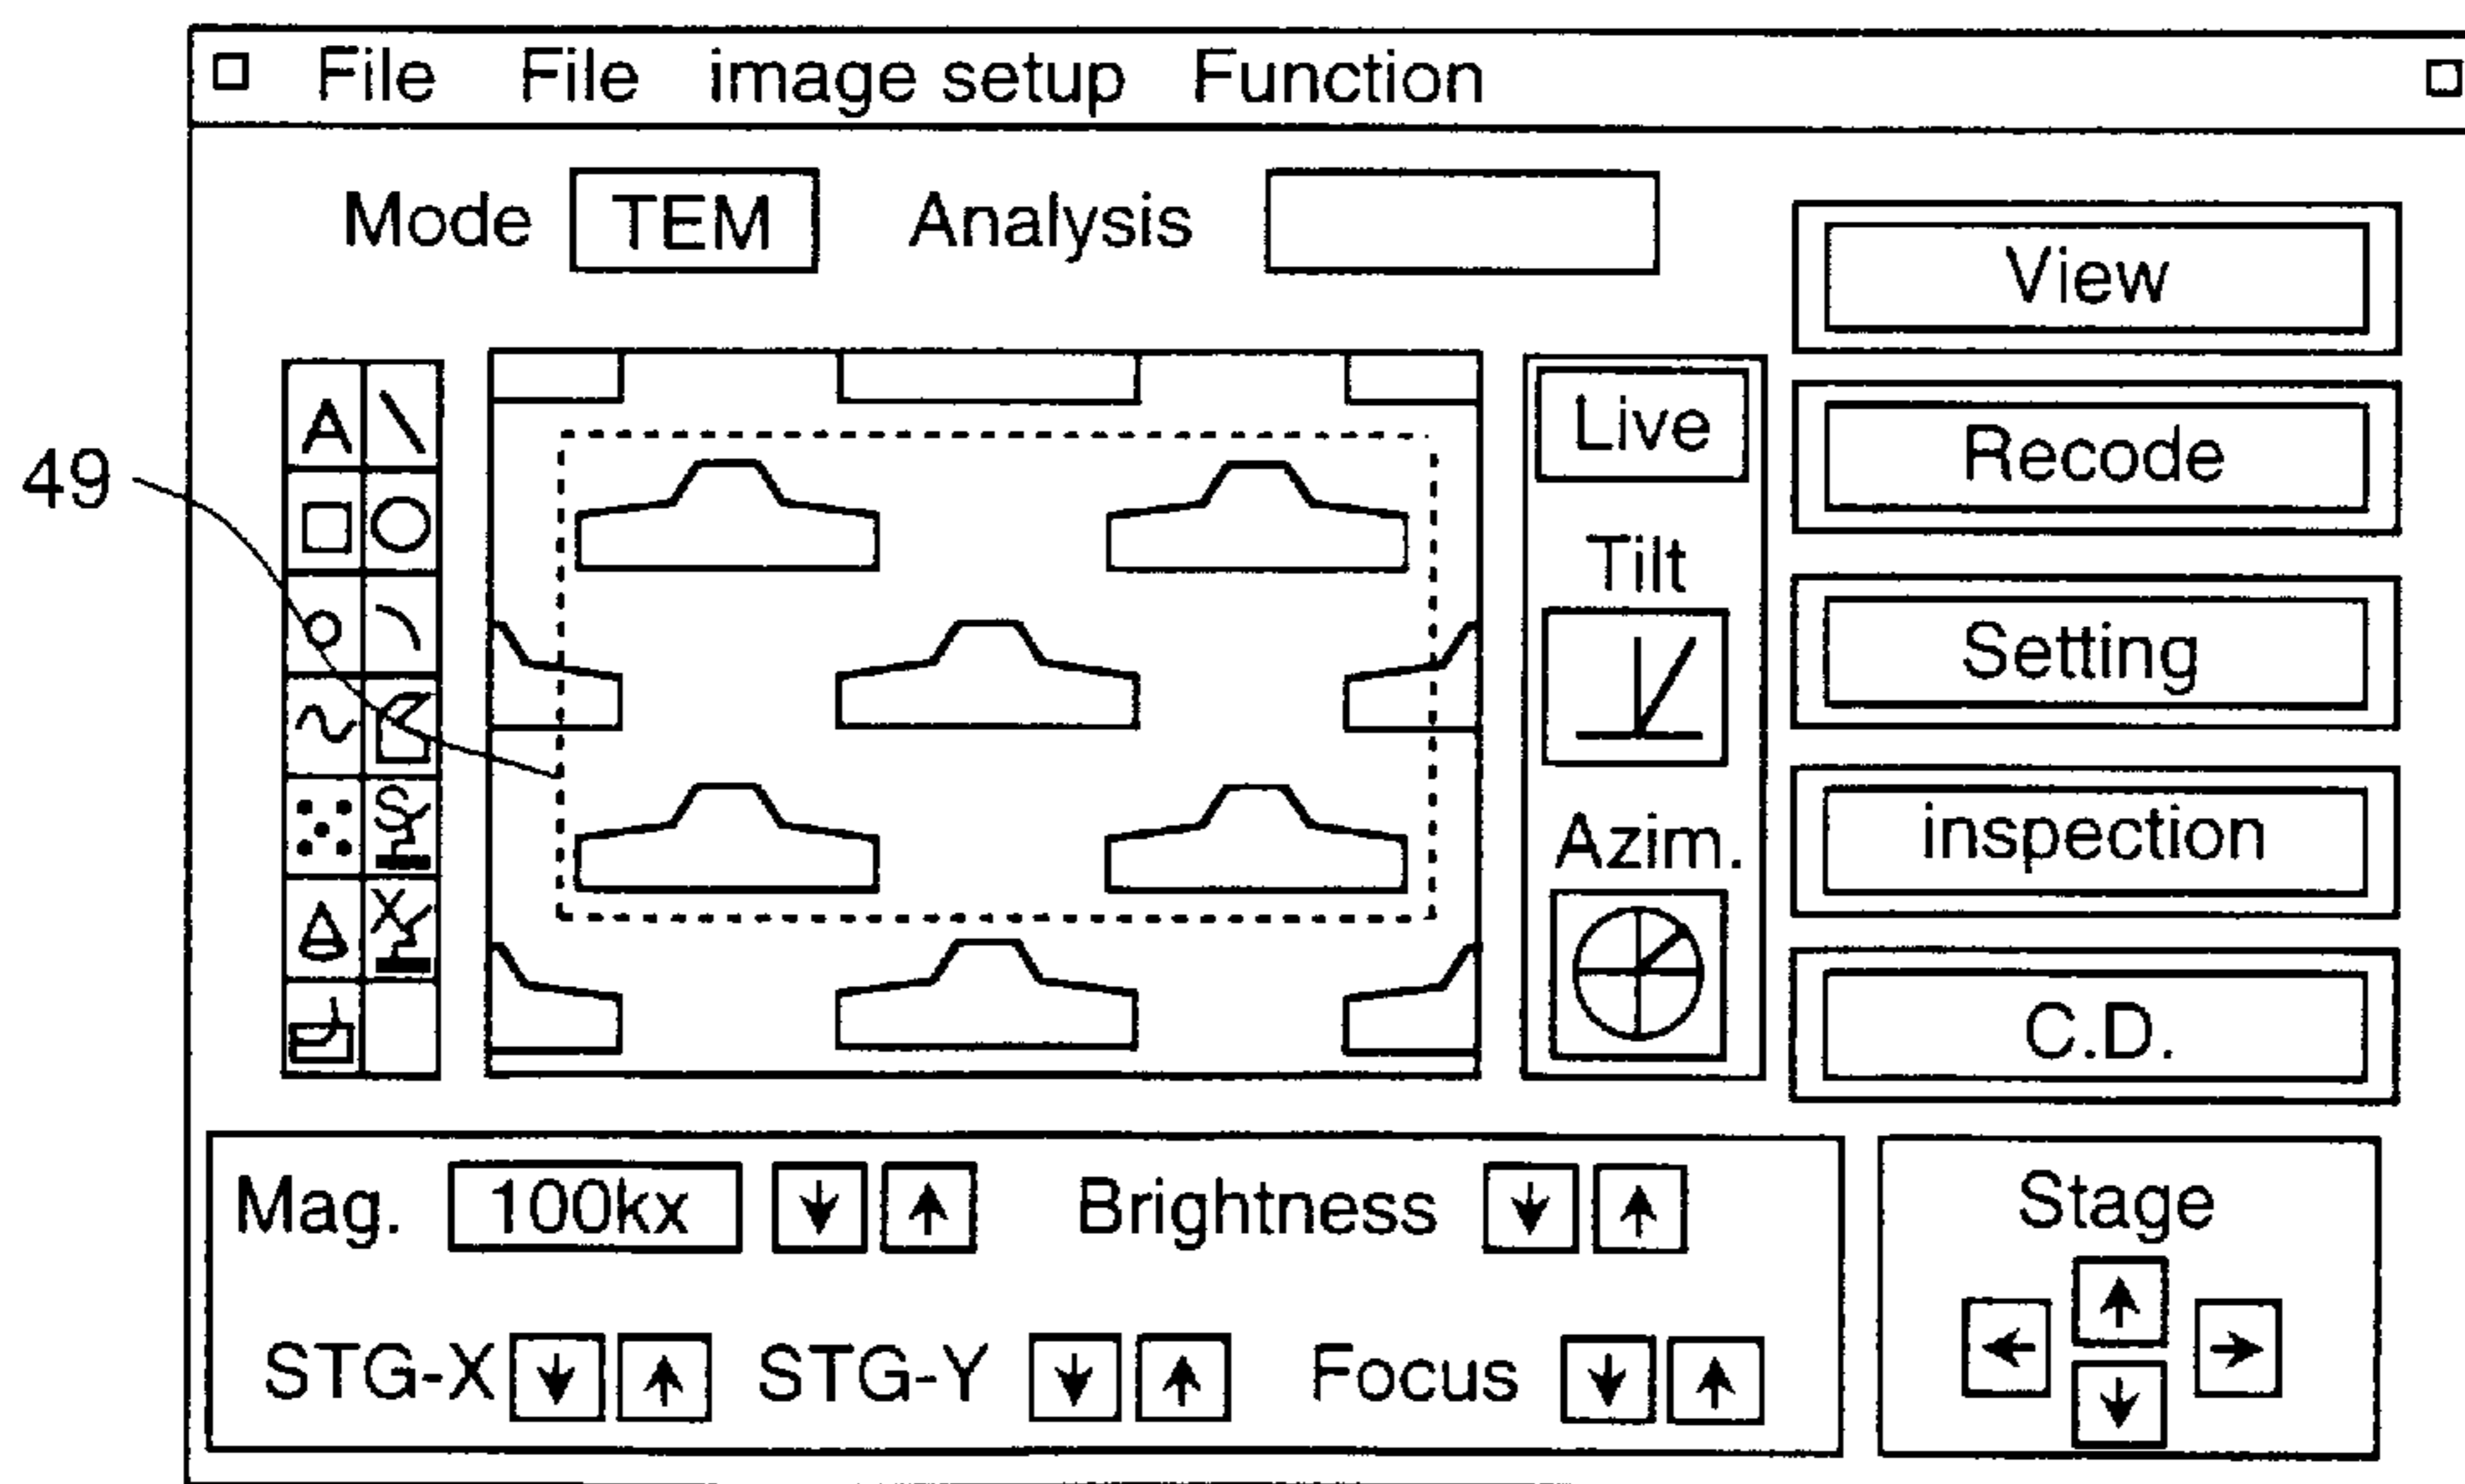 File File image setup Function
Mode TEM Analysis
View
Live
Recode
49
Tilt
Setting
Azim.
inspection
C.D.
Mag. 100kx Brightness
Stage
STG-X STG-Y Focus